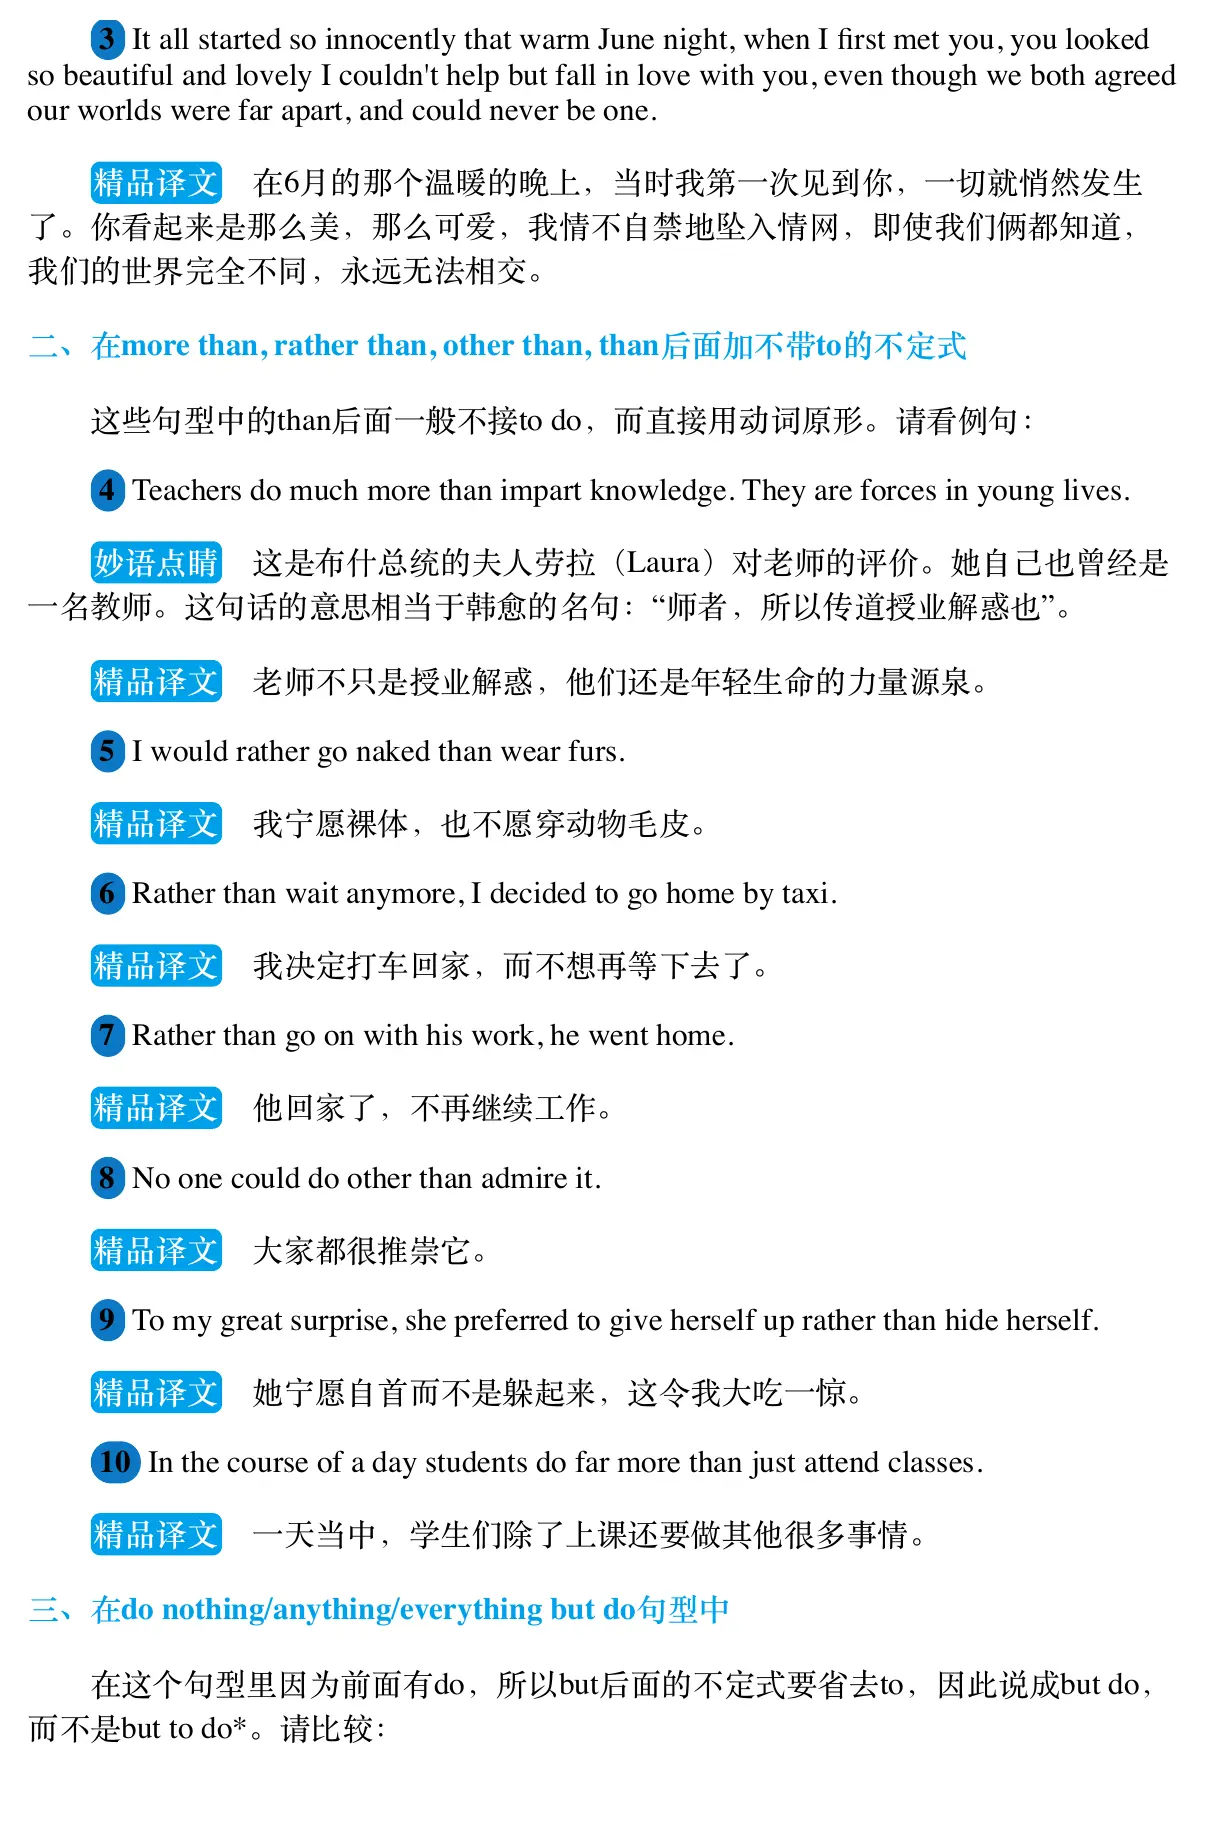 3 It all started so innocently that warm June night, when I first met you, you looked
so beautiful and lovely I couldn't help but fall in love with you, even though we both agreed
our worlds were far apart, and could never be one.
精品译文 在6月的那个温暖的晚上，当时我第一次见到你，一切就悄然发生
了。你看起来是那么美，那么可爱，我情不自禁地坠入情网，即使我们俩都知道，
我们的世界完全不同，永远无法相交。
二、在more than, rather than, other than, than后面加不带to的不定式
这些句型中的than后面一般不接to do，而直接用动词原形。请看例句：
4 Teachers do much more than impart knowledge. They are forces in young lives.
妙语点睛 这是布什总统的夫人劳拉（Laura）对老师的评价。她自己也曾经是
一名教师。这句话的意思相当于韩愈的名句：“师者，所以传道授业解惑也”。
精品译文 老师不只是授业解惑，他们还是年轻生命的力量源泉。
5 I would rather go naked than wear furs.
精品译文 我宁愿裸体，也不愿穿动物毛皮。
6 Rather than wait anymore, I decided to go home by taxi.
精品译文 我决定打车回家，而不想再等下去了。
7 Rather than go on with his work, he went home.
精品译文 他回家了，不再继续工作。
8 No one could do other than admire it.
精品译文 大家都很推崇它。
9 To my great surprise, she preferred to give herself up rather than hide herself.
精品译文 她宁愿自首而不是躲起来，这令我大吃一惊。
10 In the course of a day students do far more than just attend classes.
精品译文 一天当中，学生们除了上课还要做其他很多事情。
三、在do nothing/anything/everything but do句型中
在这个句型里因为前面有do，所以but后面的不定式要省去to，因此说成but do，
而不是but to do*。请比较：